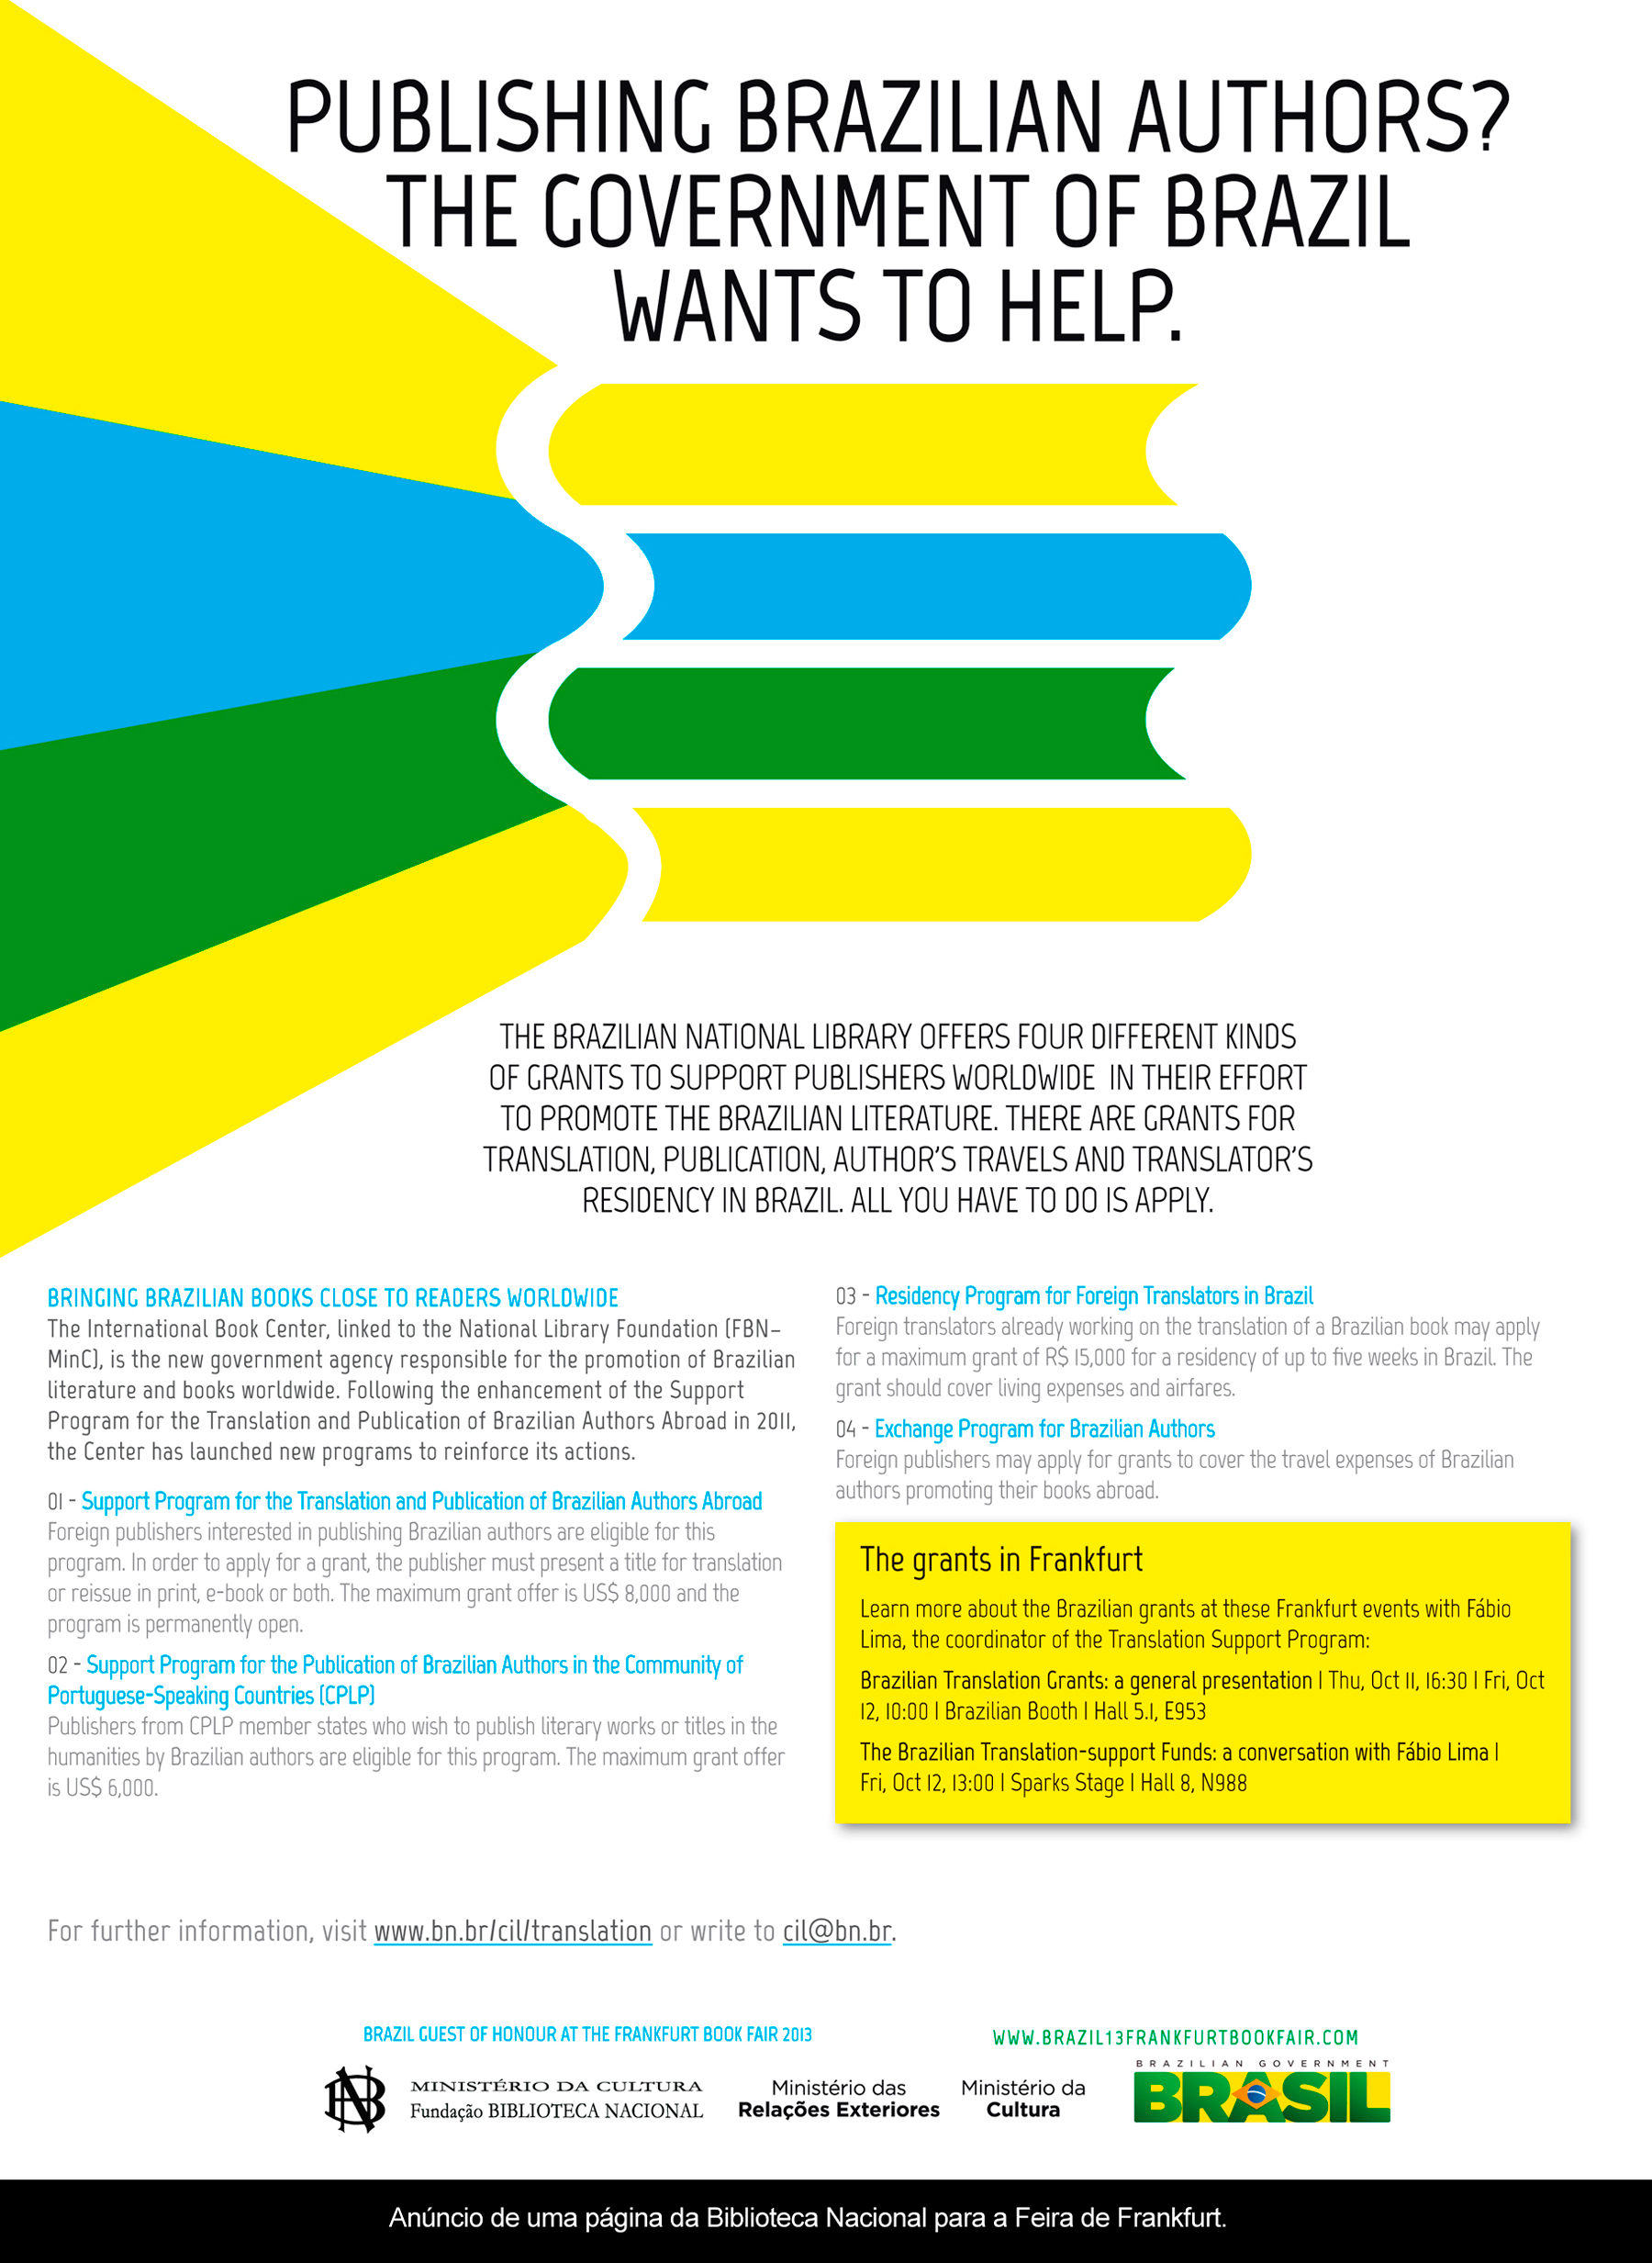 PUBLISHING BRAZILIAN AUTHORS?
THE GOVERNMENT OF BRAZIL
WANTS TO HELP.
THE BRAZILIAN NATIONAL LIBRARY OFFERS FOUR DIFFERENT KINDS
OF GRANTS TO SUPPORT PUBLISHERS WORLDWIDE IN THEIR EFFORT
TO PROMOTE THE BRAZILIAN LITERATURE. THERE ARE GRANTS FOR
TRANSLATION, PUBLICATION, AUTHOR'S TRAVELS AND TRANSLATOR'S
RESIDENCY IN BRAZIL. ALL YOU HAVE TO DO IS APPLY.
BRINGING BRAZILIAN BOOKS CLOSE TO READERS WORLDWIDE
The International Book Center, linked to the National Library Foundation (FBN–
MinC), is the new government agency responsible for the promotion of Brazilian
literature and books worldwide. Following the enhancement of the Support
Program for the Translation and Publication of Brazilian Authors Abroad in 2011,
the Center has launched new programs to reinforce its actions.
01 - Support Program for the Translation and Publication of Brazilian Authors Abroad
Foreign publishers interested in publishing Brazilian authors are eligible for this
program. In order to apply for a grant, the publisher must present a title for translation
or reissue in print, e-book or both. The maximum grant offer is US$ 8,000 and the
program is permanently open.
02 - Support Program for the Publication of Brazilian Authors in the Community of
Portuguese-Speaking Countries (CPLP)
Publishers from CPLP member states who wish to publish literary works or titles in the
humanities by Brazilian authors are eligible for this program. The maximum grant offer
is US$ 6,000.
03 - Residency Program for Foreign Translators in Brazil
Foreign translators already working on the translation of a Brazilian book may apply
for a maximum grant of R$ 15,000 for a residency of up to five weeks in Brazil. The
grant should cover living expenses and airfares.
04 - Exchange Program for Brazilian Authors
Foreign publishers may apply for grants to cover the travel expenses of Brazilian
authors promoting their books abroad.
The grants in Frankfurt
Learn more about the Brazilian grants at these Frankfurt events with Fábio
Lima, the coordinator of the Translation Support Program:
Brazilian Translation Grants: a general presentation | Thu, Oct 11, 16:30 | Fri, Oct
12, 10:00 | Brazilian Booth | Hall 5.1, E953
The Brazilian Translation-support Funds: a conversation with Fábio Lima |
Fri, Oct 12, 13:00 | Sparks Stage | Hall 8, N988
For further information, visit www.bn.br/cil/translation or write to cil@bn.br.
BRAZIL GUEST OF HONOUR AT THE FRANKFURT BOOK FAIR 2013
WWW.BRAZIL13FRANKFURTBOOKFAIR.COM
BN
MINISTÉRIO DA CULTURA
Fundação BIBLIOTECA NACIONAL
Ministério das
Relações Exteriores
Ministério da
Cultura
BRAZILIAN GOVERNMENT
BRASIL
Anúncio de uma página da Biblioteca Nacional para a Feira de Frankfurt.